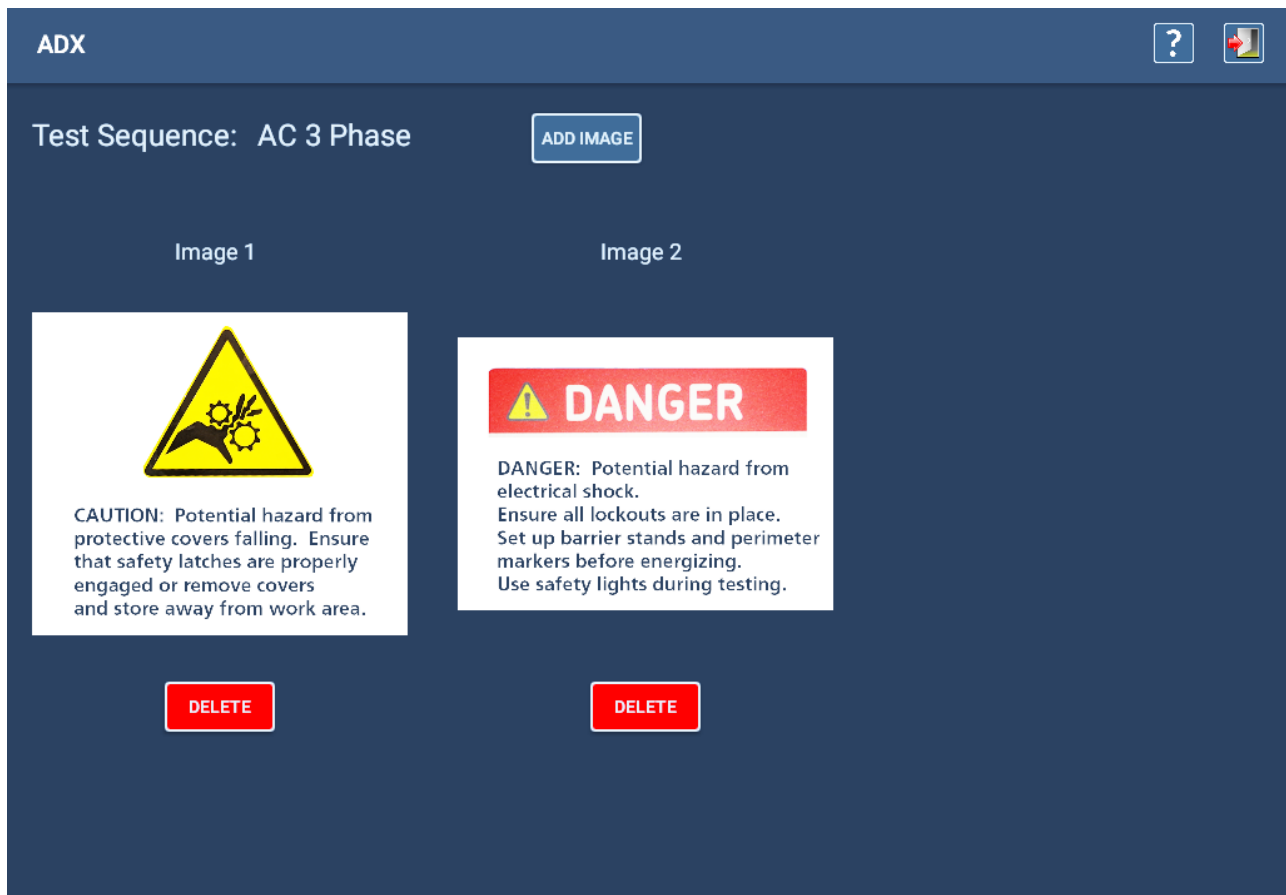 ADX
?
Test Sequence: AC 3 Phase
ADD IMAGE
Image 1
Image 2
CAUTION: Potential hazard from
protective covers falling. Ensure
that safety latches are properly
engaged or remove covers
and store away from work area.
DANGER
DANGER: Potential hazard from
electrical shock.
Ensure all lockouts are in place.
Set up barrier stands and perimeter
markers before energizing.
Use safety lights during testing.
DELETE
DELETE